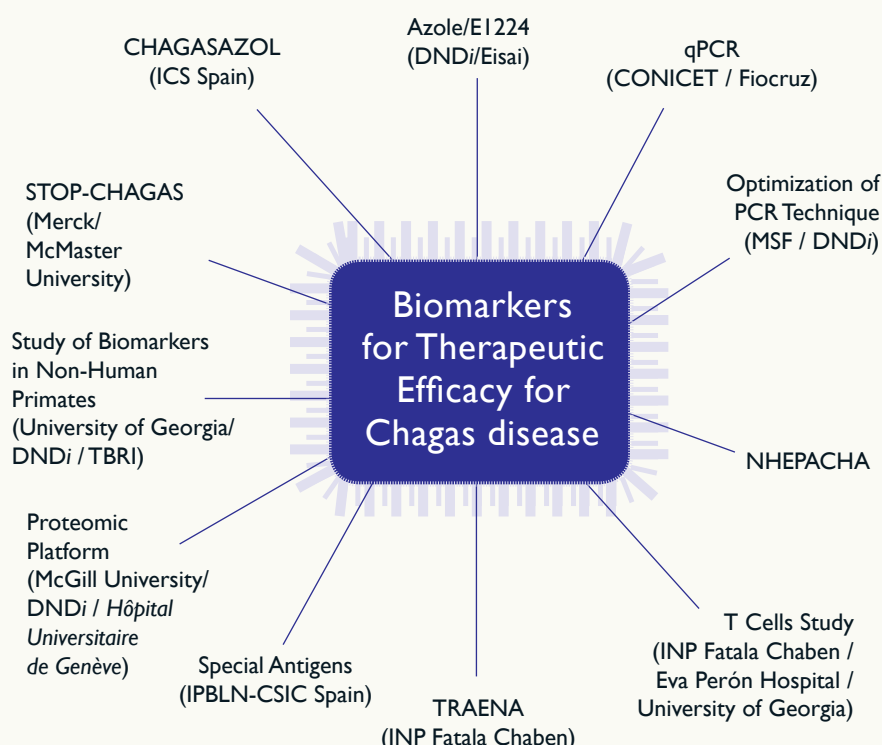 Azole/E1224
(DNDi/Eisai)
CHAGASAZOL
(ICS Spain)
qPCR
(CONICET / Fiocruz)
STOP-CHAGAS
(Merck/
McMaster
University)
Optimization of
PCR Technique
(MSF / DNDi)
Biomarkers
for Therapeutic
Efficacy for
Chagas disease
Study of Biomarkers
in Non-Human
Primates
(University of Georgia/
DNDi / TBRI)
NHEPACHA
Proteomic
Platform
(McGill University/
DNDi / Hôpital
Universitaire
de Genève)
Special Antigens
(IPBLN-CSIC Spain)
TRAENA
(INP Fatala Chaben)
T Cells Study
(INP Fatala Chaben /
Eva Perón Hospital /
University of Georgia)